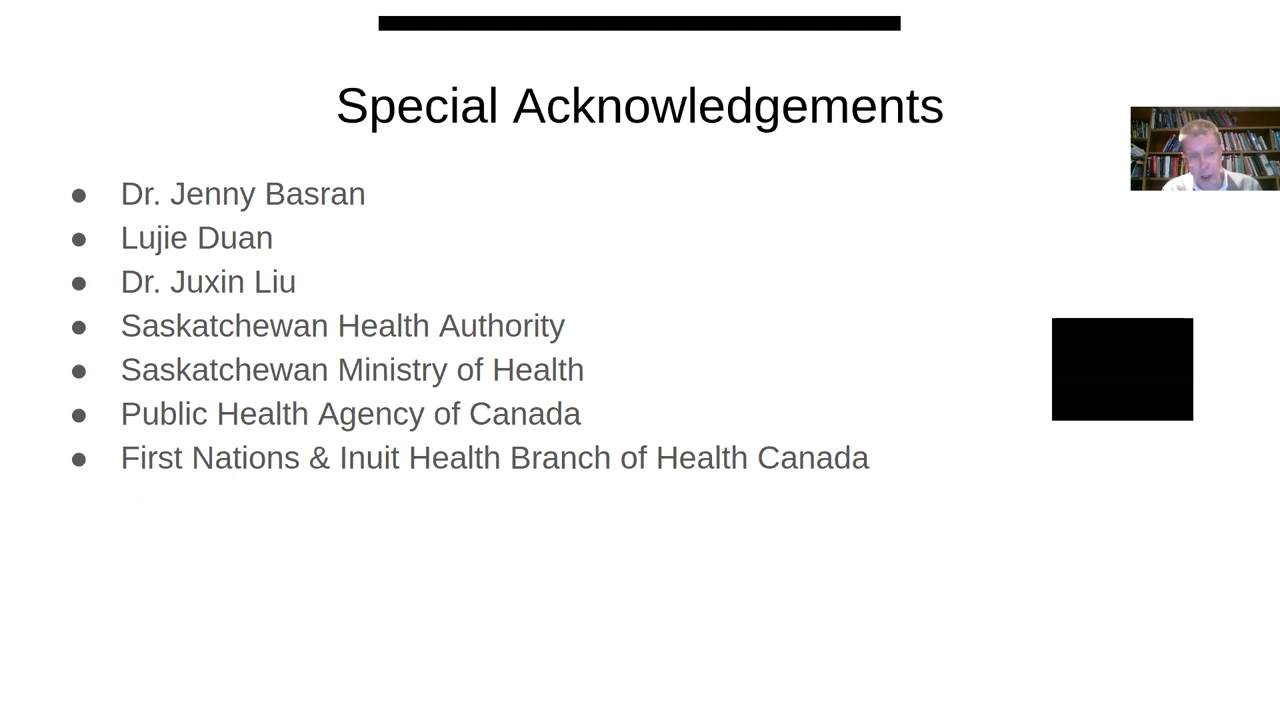 Special Acknowledgements
● Dr. Jenny Basran
● Lujie Duan
● Dr. Juxin Liu
● Saskatchewan Health Authority
● Saskatchewan Ministry of Health
● Public Health Agency of Canada
● First Nations & Inuit Health Branch of Health Canada